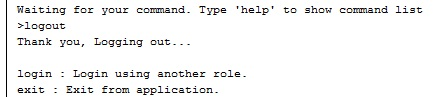 Waiting for your command. Type 'help' to show command list
>logout
Thank you, Logging out...
login : Login using another role.
exit : Exit from application.